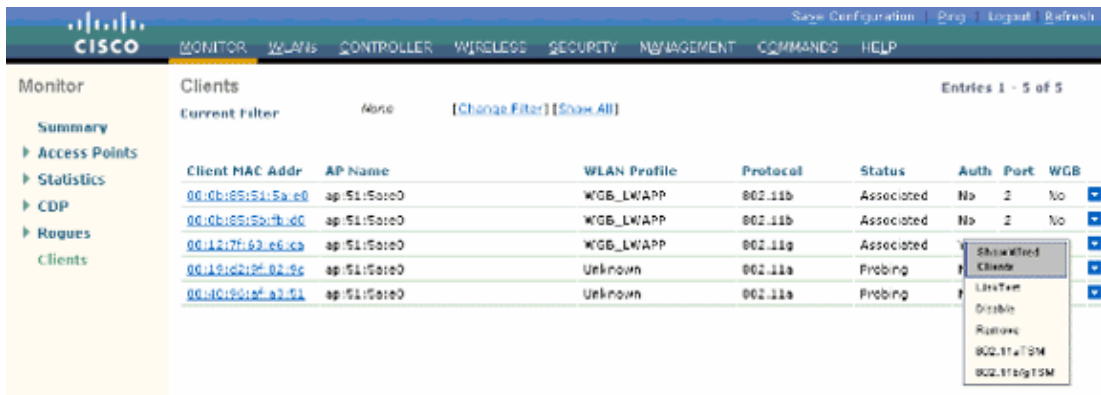 Save Configuration | Ping | Logout | Refresh
CISCO
MONITOR WLANs CONTROLLER WIRELESS SECURITY MANAGEMENT COMMANDS HELP
Monitor
Summary
Access Points
Statistics
CDP
Rogues
Clients
Clients
Entries 1 - 5 of 5
Current Filter None [Change Filter] [Show All]
Client MAC Addr AP Name WLAN Profile Protocol Status Auth Port WGB
00:0b:85:51:5a:e0 ap:51:5a:e0 WGB_LWAPP 802.11b Associated No 2 No
00:0b:85:5b:fb:d0 ap:51:5a:e0 WGB_LWAPP 802.11b Associated No 2 No
00:12:7f:63:e6:cb ap:51:5a:e0 WGB_LWAPP 802.11g Associated
00:19:d2:9f:02:9c ap:51:5a:e0 Unknown 802.11a Probing
00:40:96:af:a3:51 ap:51:5a:e0 Unknown 802.11a Probing
Show Wired
Clients
LinkTest
Disable
Remove
802.11aTSM
802.11b/gTSM